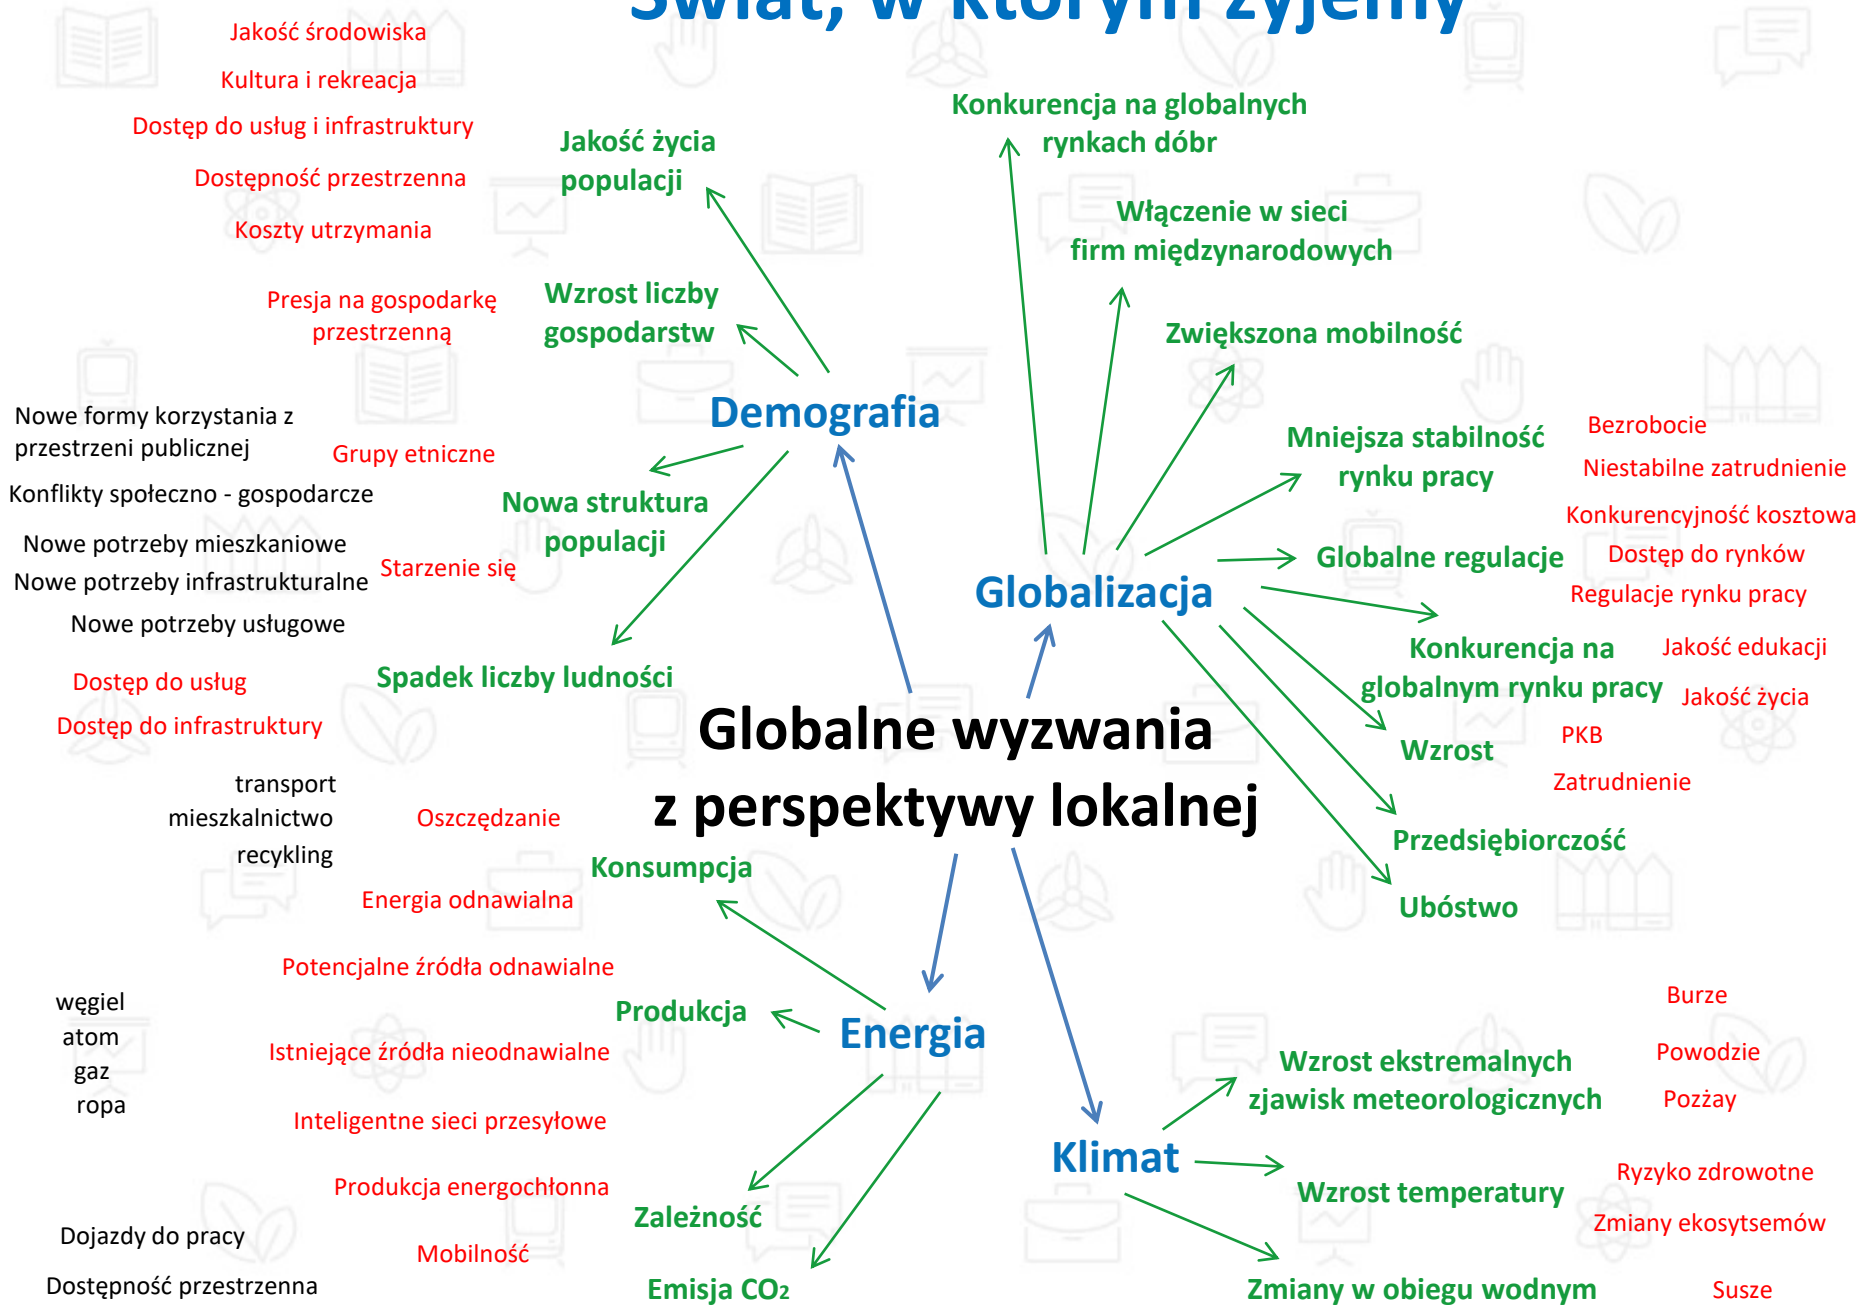 Świat, w którym żyjemy
Jakość środowiska
Kultura i rekreacja
Dostęp do usług i infrastruktury
Dostępność przestrzenna
Koszty utrzymania
Jakość życia
populacji
Presja na gospodarkę
przestrzenną
Wzrost liczby
gospodarstw
Demografia
Nowe formy korzystania z
przestrzeni publicznej
Konflikty społeczno - gospodarcze
Grupy etniczne
Nowa struktura
populacji
Nowe potrzeby mieszkaniowe
Nowe potrzeby infrastrukturalne
Nowe potrzeby usługowe
Starzenie się
Dostęp do usług
Dostęp do infrastruktury
Spadek liczby ludności
Konkurencja na globalnych
rynkach dóbr
Włączenie w sieci
firm międzynarodowych
Zwiększona mobilność
Mniejsza stabilność
rynku pracy
Bezrobocie
Niestabilne zatrudnienie
Globalizacja
Globalne regulacje
Konkurencyjność kosztowa
Dostęp do rynków
Regulacje rynku pracy
Konkurencja na
globalnym rynku pracy
Jakość edukacji
Jakość życia
Wzrost
PKB
Zatrudnienie
Przedsiębiorczość
Ubóstwo
Globalne wyzwania
z perspektywy lokalnej
transport
mieszkalnictwo
recykling
Oszczędzanie
Energia odnawialna
Konsumpcja
Potencjalne źródła odnawialne
węgiel
atom
gaz
ropa
Istniejące źródła nieodnawialne
Inteligentne sieci przesyłowe
Produkcja
Energia
Produkcja energochłonna
Zależność
Dojazdy do pracy
Dostępność przestrzenna
Mobilność
Emisja CO2
Klimat
Wzrost ekstremalnych
zjawisk meteorologicznych
Burze
Powodzie
Pozżay
Wzrost temperatury
Ryzyko zdrowotne
Zmiany ekosytsemów
Zmiany w obiegu wodnym
Susze